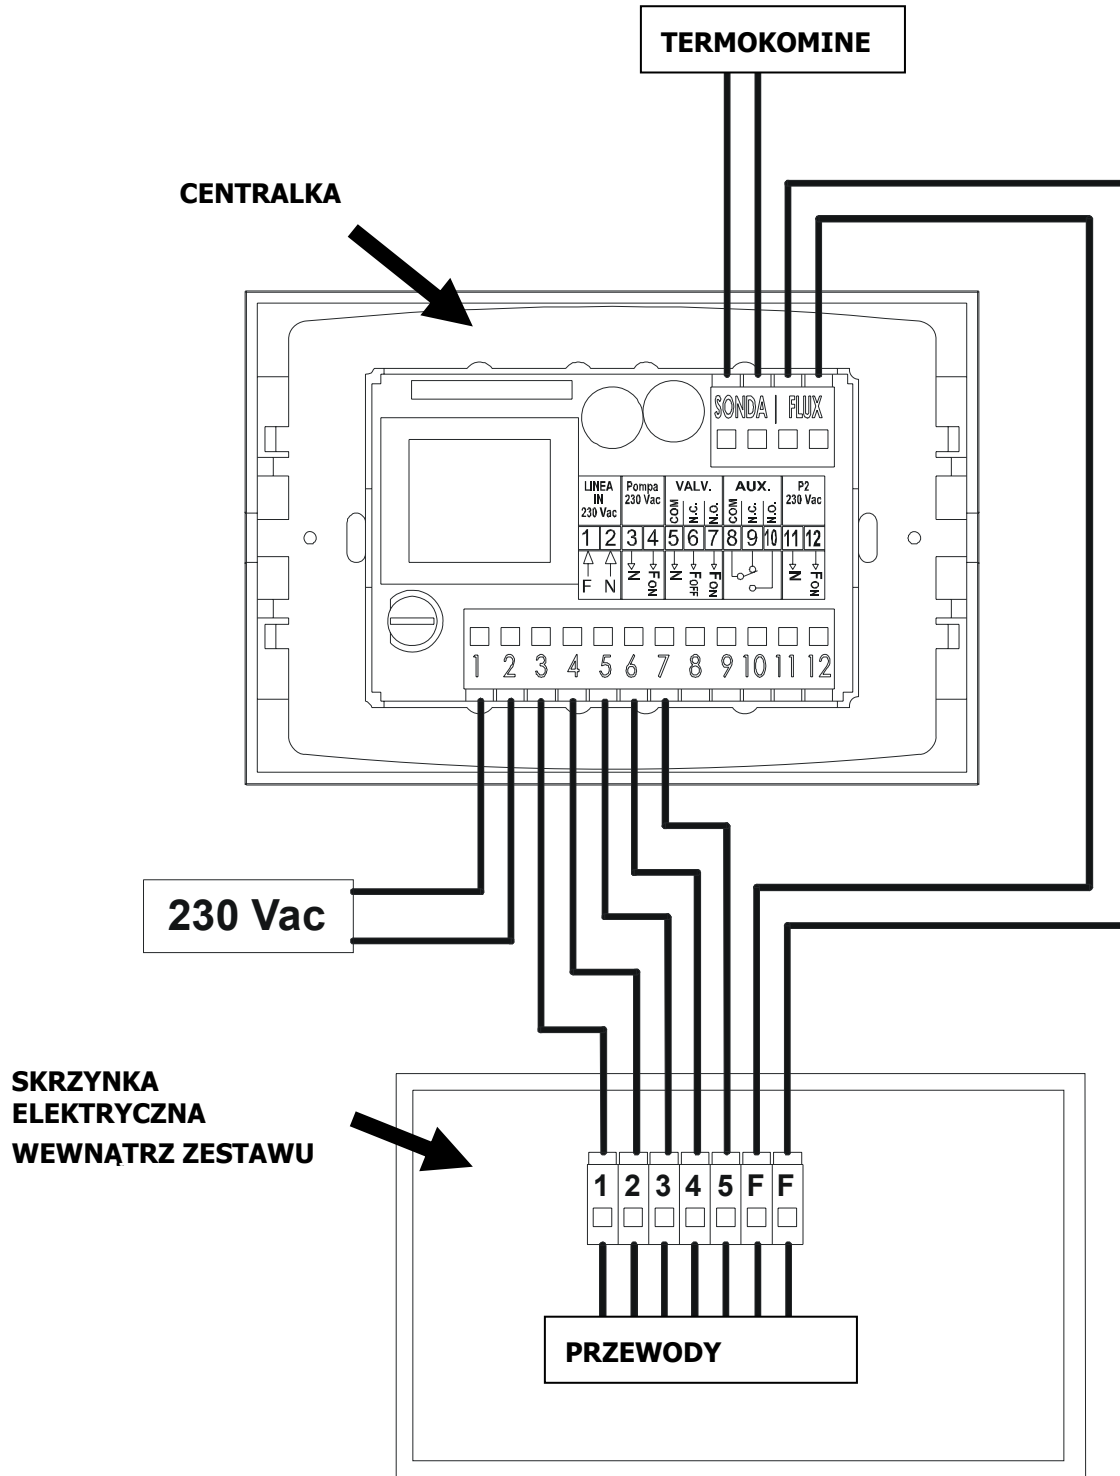 TERMOKOMINE
CENTRALKA
SONDA | FLUX
LINEA IN 230 Vac
Pompa 230 Vac
VALV.
COM N.C. N.O.
AUX.
COM N.C. N.O.
P2 230 Vac
1 2 3 4 5 6 7 8 9 10 11 12
F N N F ON N F OFF F ON N F ON
1 2 3 4 5 6 7 8 9 10 11 12
230 Vac
SKRZYNKA
ELEKTRYCZNA
WEWNĄTRZ ZESTAWU
1 2 3 4 5 F F
PRZEWODY